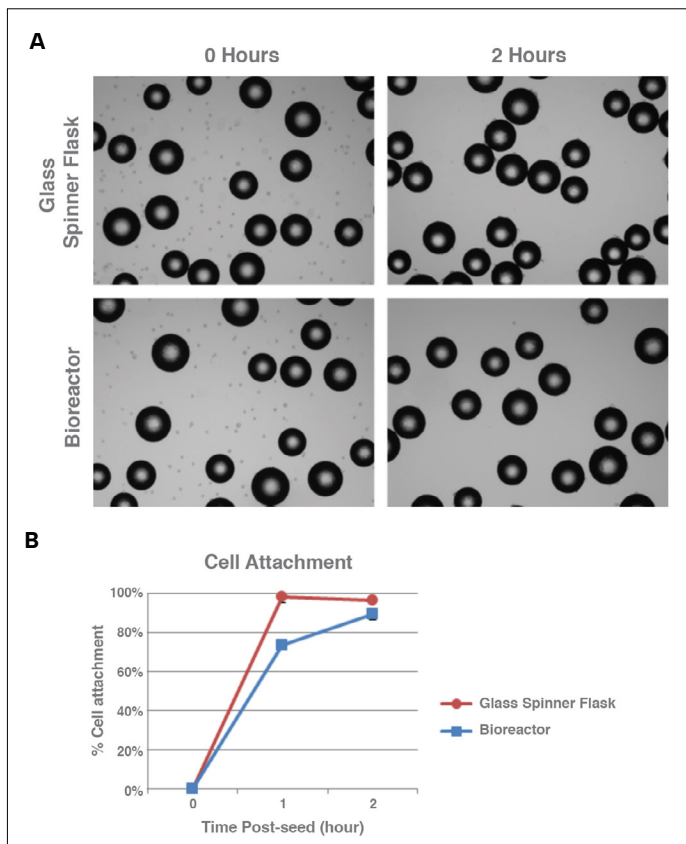 A
0 Hours
2 Hours
Glass
Spinner Flask
Bioreactor
B
Cell Attachment
100%
80%
60%
40%
20%
0%
% Cell attachment
0
1
2
Time Post-seed (hour)
Glass Spinner Flask
Bioreactor